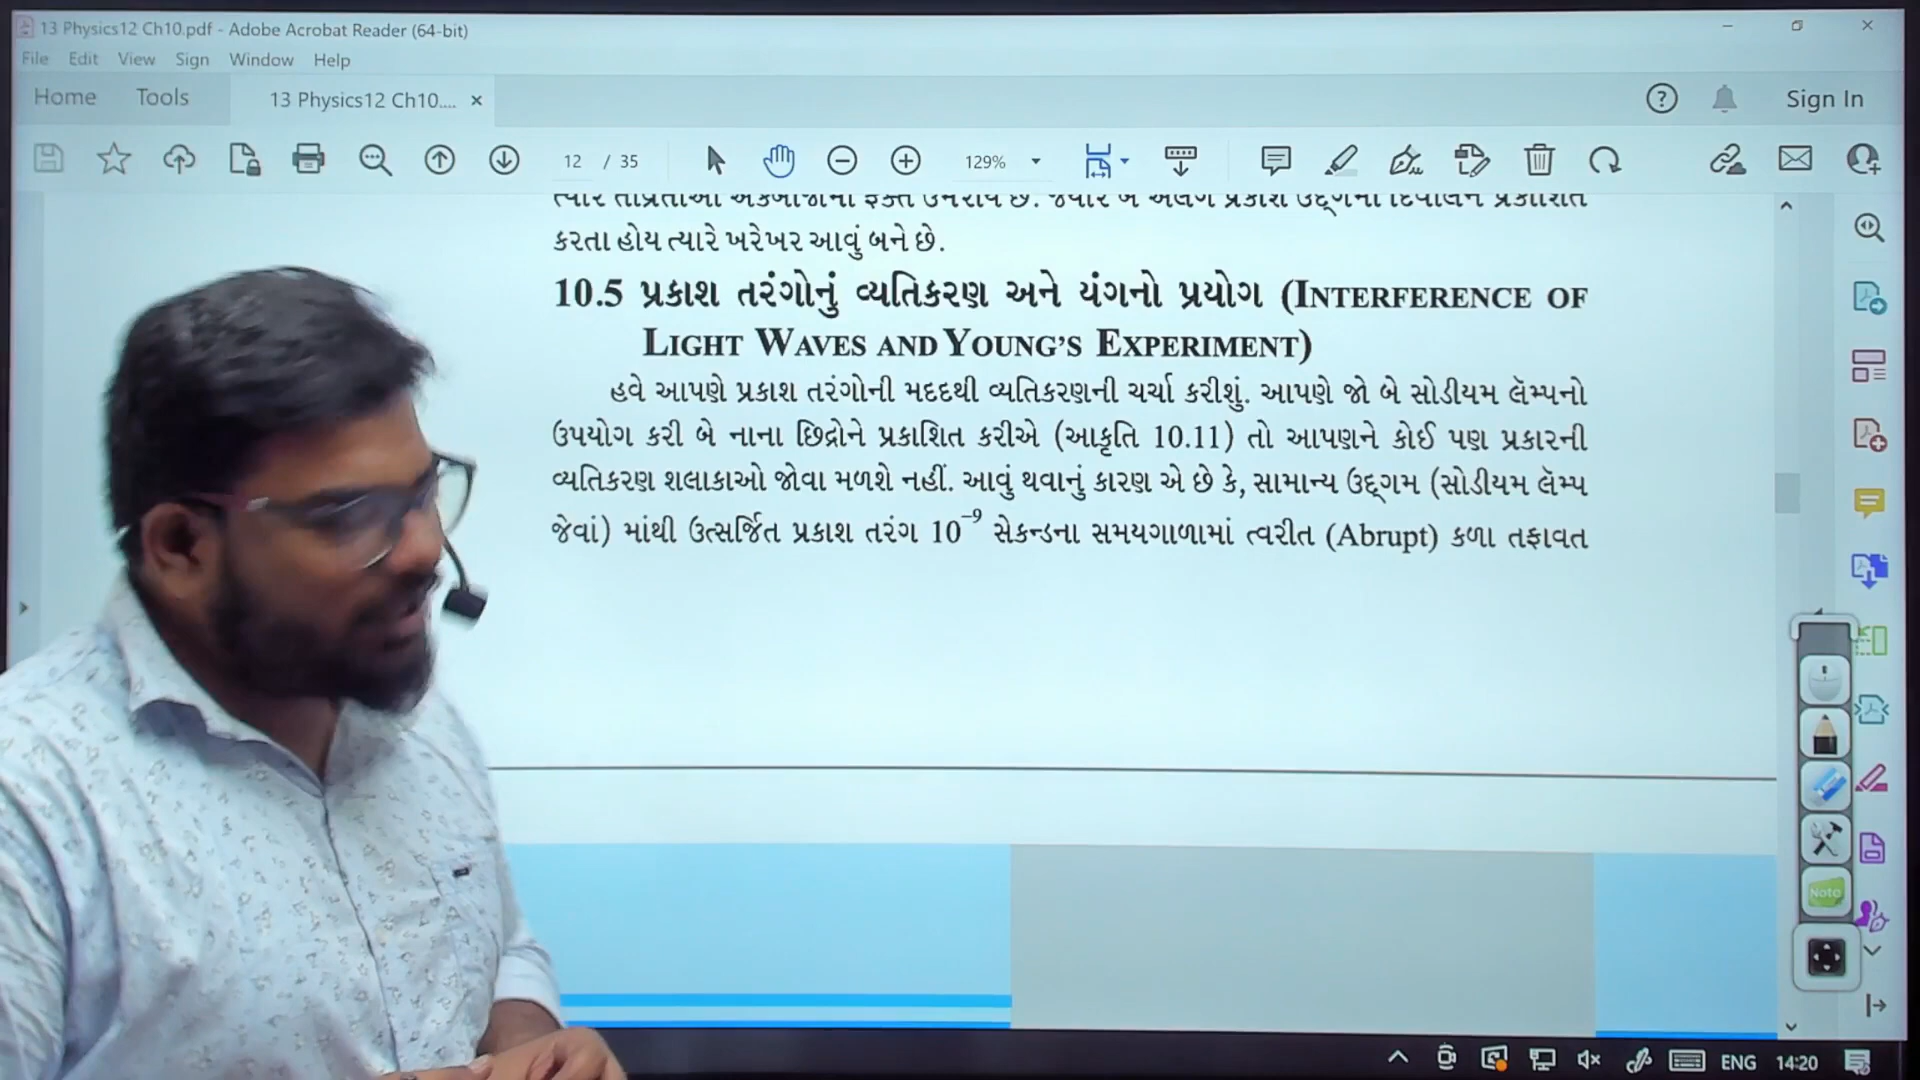 13 Physics12 Ch10.pdf - Adobe Acrobat Reader (64-bit)
File Edit View Sign Window Help
Home Tools 13 Physics12 Ch10.... × Sign In
12 / 35 129%
કરતા હોય ત્યારે ખરેખર આવું બને છે.
10.5 પ્રકાશ તરંગોનું વ્યતિકરણ અને યંગનો પ્રયોગ (INTERFERENCE OF
LIGHT WAVES AND YOUNG'S EXPERIMENT)
હવે આપણે પ્રકાશ તરંગોની મદદથી વ્યતિકરણની ચર્ચા કરીશું. આપણે જો બે સોડીયમ લૅમ્પનો
ઉપયોગ કરી બે નાના છિદ્રોને પ્રકાશિત કરીએ (આકૃતિ 10.11) તો આપણને કોઈ પણ પ્રકારની
વ્યતિકરણ શલાકાઓ જોવા મળશે નહીં. આવું થવાનું કારણ એ છે કે, સામાન્ય ઉદ્ગમ (સોડીયમ લૅમ્પ
જેવાં) માંથી ઉત્સર્જિત પ્રકાશ તરંગ 10⁻⁹ સેકન્ડના સમયગાળામાં ત્વરીત (Abrupt) કળા તફાવત
Note
ENG 14:20